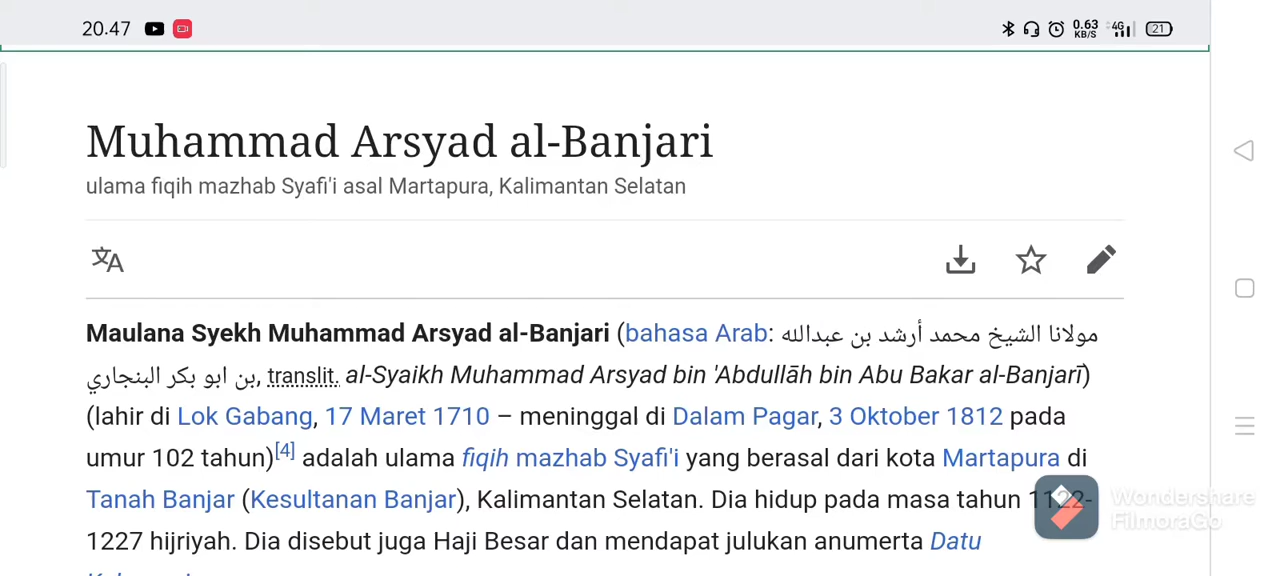 20.47
0.63
KB/S
4G
21
Muhammad Arsyad al-Banjari
ulama fiqih mazhab Syafi'i asal Martapura, Kalimantan Selatan
文A
Maulana Syekh Muhammad Arsyad al-Banjari (bahasa Arab: مولانا الشيخ محمد أرشد بن عبدالله
بن ابو بكر البنجاري, translit. al-Syaikh Muhammad Arsyad bin 'Abdullāh bin Abu Bakar al-Banjarī)
(lahir di Lok Gabang, 17 Maret 1710 – meninggal di Dalam Pagar, 3 Oktober 1812 pada
umur 102 tahun)[4] adalah ulama fiqih mazhab Syafi'i yang berasal dari kota Martapura di
Tanah Banjar (Kesultanan Banjar), Kalimantan Selatan. Dia hidup pada masa tahun 1122-
1227 hijriyah. Dia disebut juga Haji Besar dan mendapat julukan anumerta Datu
Wondershare
FilmoraGo